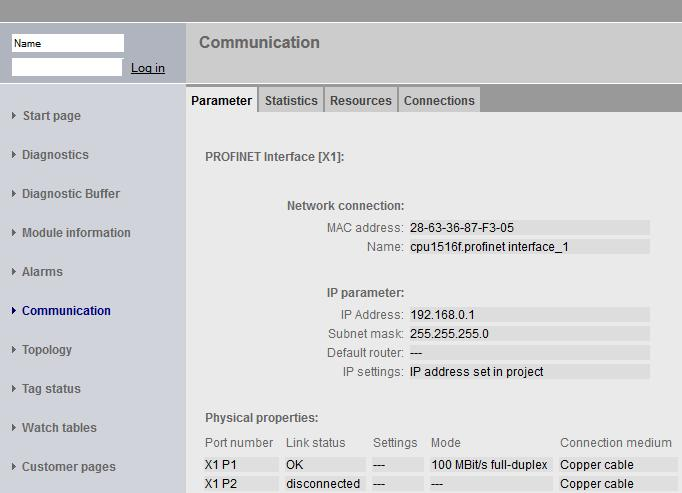 Name
Log in
Communication
Start page
Diagnostics
Diagnostic Buffer
Module information
Alarms
Communication
Topology
Tag status
Watch tables
Customer pages
Parameter Statistics Resources Connections
PROFINET Interface [X1]:
Network connection:
MAC address: 28-63-36-87-F3-05
Name: cpu1516f.profinet interface_1
IP parameter:
IP Address: 192.168.0.1
Subnet mask: 255.255.255.0
Default router: ---
IP settings: IP address set in project
Physical properties:
Port number Link status Settings Mode Connection medium
X1 P1 OK --- 100 MBit/s full-duplex Copper cable
X1 P2 disconnected --- --- Copper cable